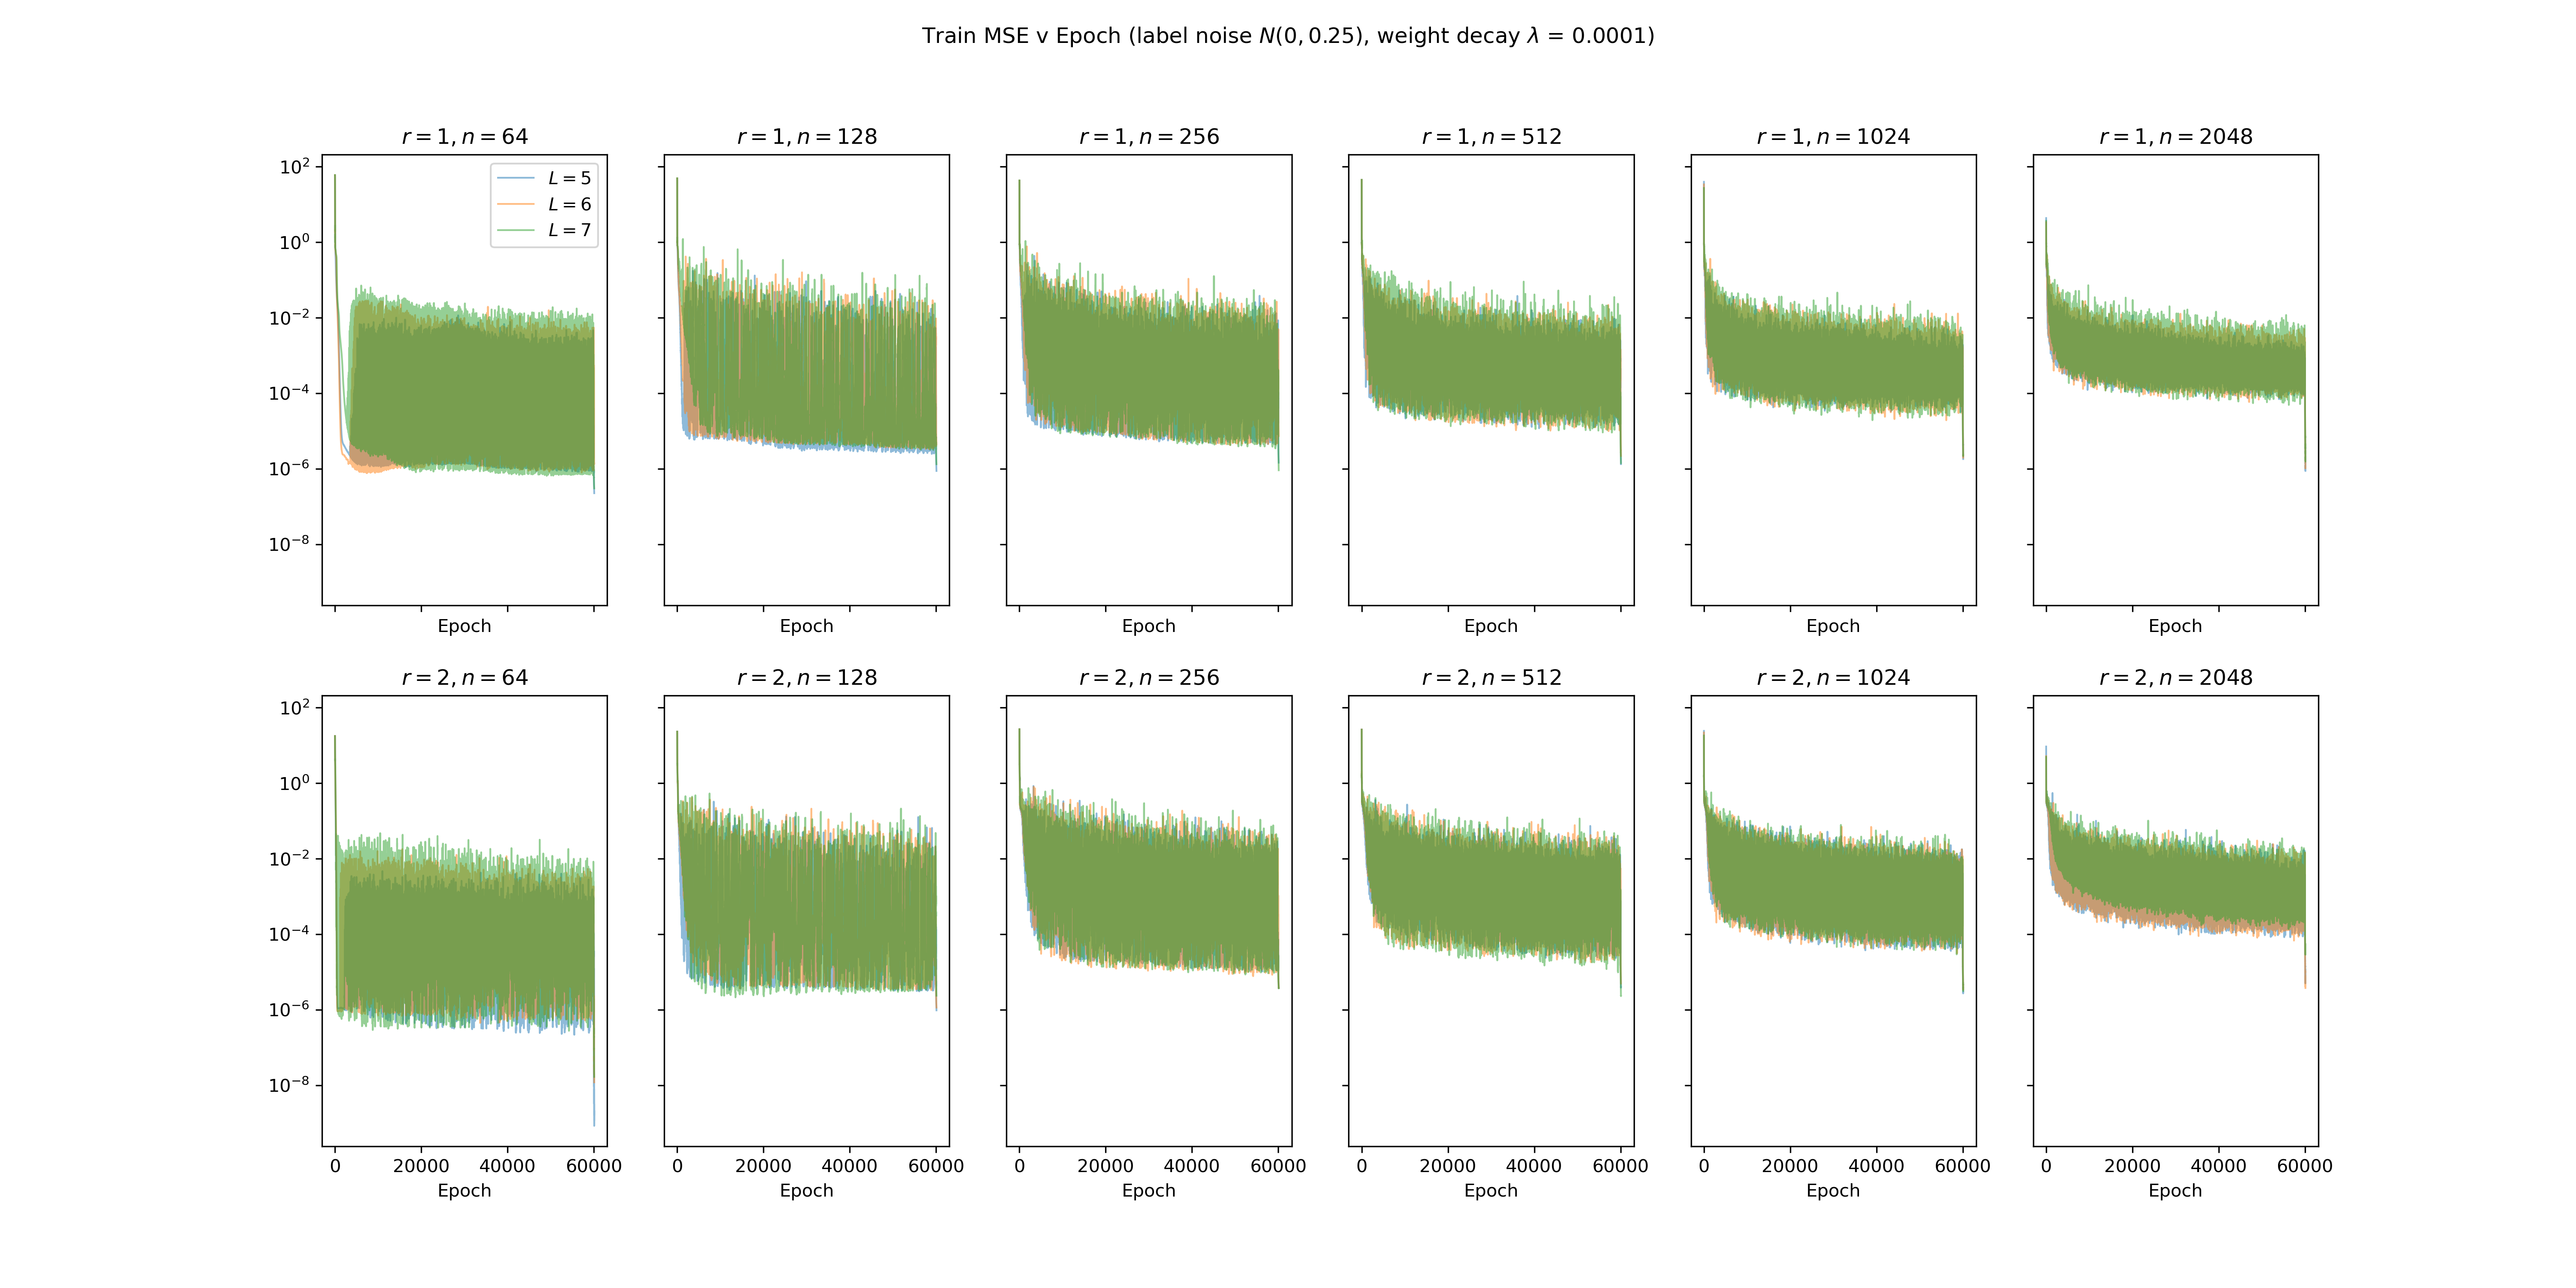 Train MSE v Epoch (label noise N(0, 0.25), weight decay λ = 0.0001)
r = 1, n = 64
r = 1, n = 128
r = 1, n = 256
r = 1, n = 512
r = 1, n = 1024
r = 1, n = 2048
10²
10⁰
10⁻²
10⁻⁴
10⁻⁶
10⁻⁸
L = 5
L = 6
L = 7
Epoch
Epoch
Epoch
Epoch
Epoch
Epoch
r = 2, n = 64
r = 2, n = 128
r = 2, n = 256
r = 2, n = 512
r = 2, n = 1024
r = 2, n = 2048
10²
10⁰
10⁻²
10⁻⁴
10⁻⁶
10⁻⁸
0 20000 40000 60000
0 20000 40000 60000
0 20000 40000 60000
0 20000 40000 60000
0 20000 40000 60000
0 20000 40000 60000
Epoch
Epoch
Epoch
Epoch
Epoch
Epoch